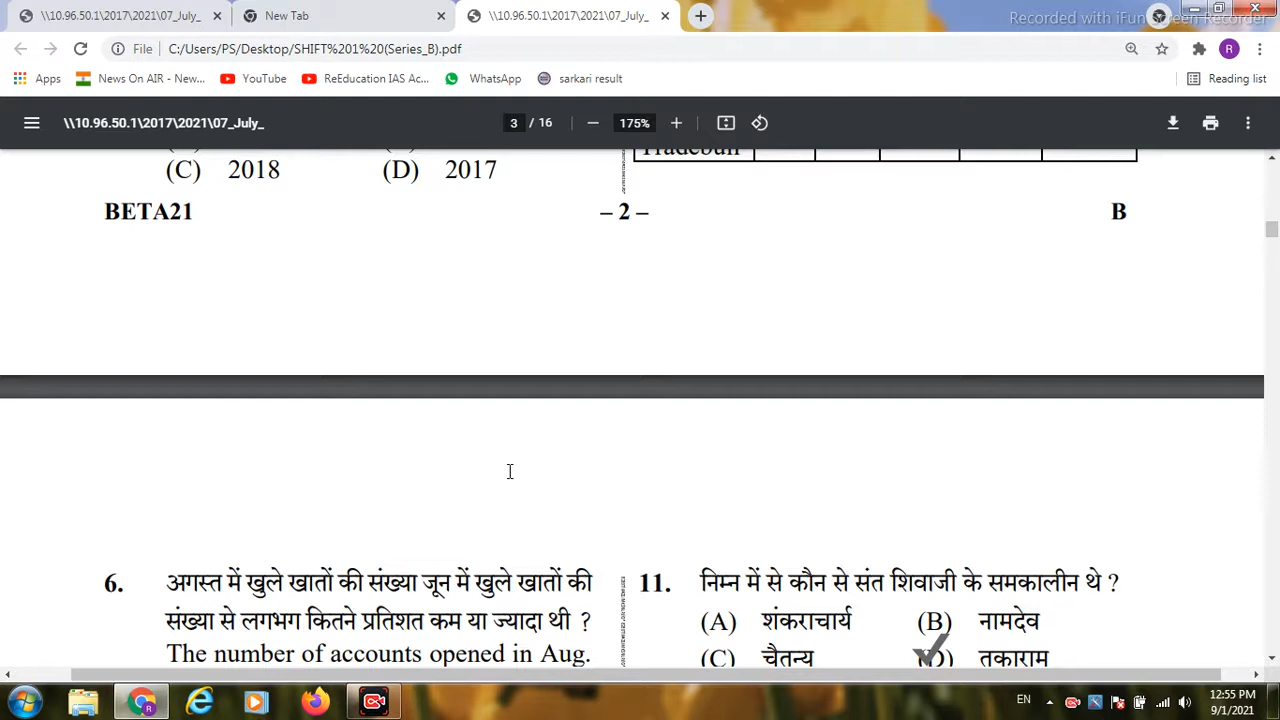 \\10.96.50.1\2017\2021\07_July_
New Tab
\\10.96.50.1\2017\2021\07_July_
Recorded with iFun Screen Recorder
File
C:/Users/PS/Desktop/SHIFT%201%20(Series_B).pdf
R
Apps
News On AIR - New...
YouTube
ReEducation IAS Ac...
WhatsApp
sarkari result
Reading list
\\10.96.50.1\2017\2021\07_July_
3 / 16
175%
(C) 2018 (D) 2017
BETA21
– 2 –
B
6. अगस्त में खुले खातों की संख्या जून में खुले खातों की
संख्या से लगभग कितने प्रतिशत कम या ज्यादा थी ?
The number of accounts opened in Aug.
11. निम्न में से कौन से संत शिवाजी के समकालीन थे ?
(A) शंकराचार्य (B) नामदेव
(C) चैतन्य (D) तुकाराम
EN
12:55 PM
9/1/2021